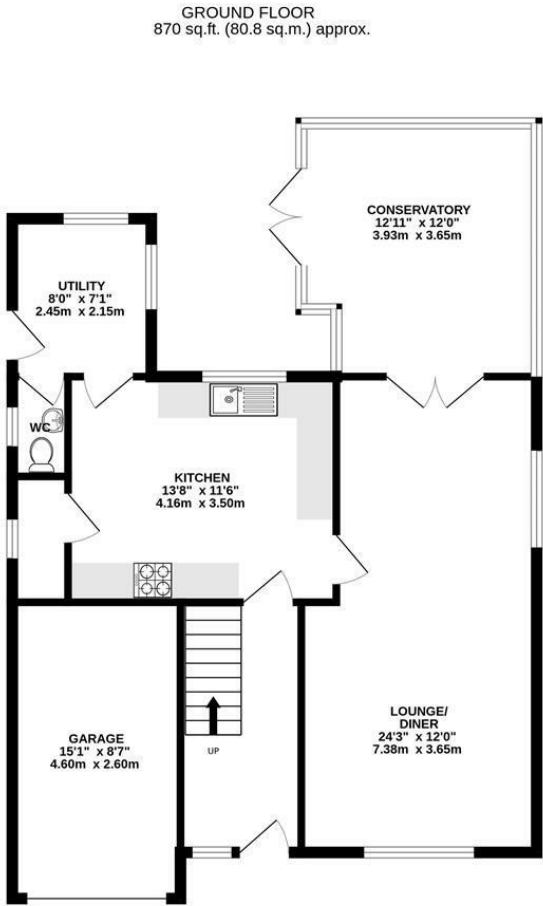 GROUND FLOOR
870 sq.ft. (80.8 sq.m.) approx.
CONSERVATORY
12'11" x 12'0"
3.93m x 3.65m
UTILITY
8'0" x 7'1"
2.45m x 2.15m
WC
KITCHEN
13'8" x 11'6"
4.16m x 3.50m
LOUNGE/
DINER
24'3" x 12'0"
7.38m x 3.65m
GARAGE
15'1" x 8'7"
4.60m x 2.60m
UP